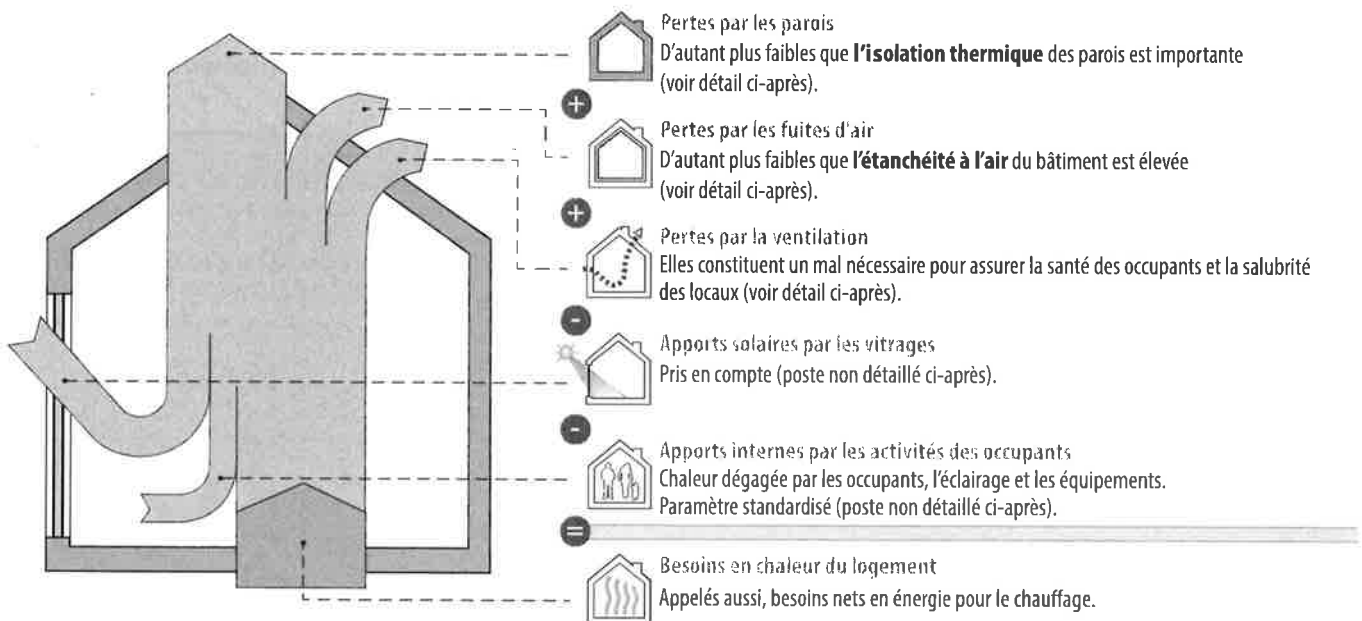 Pertes par les parois
D'autant plus faibles que l'isolation thermique des parois est importante
(voir détail ci-après).
+
Pertes par les fuites d'air
D'autant plus faibles que l'étanchéité à l'air du bâtiment est élevée
(voir détail ci-après).
+
Pertes par la ventilation
Elles constituent un mal nécessaire pour assurer la santé des occupants et la salubrité
des locaux (voir détail ci-après).
-
Apports solaires par les vitrages
Pris en compte (poste non détaillé ci-après).
-
Apports internes par les activités des occupants
Chaleur dégagée par les occupants, l'éclairage et les équipements.
Paramètre standardisé (poste non détaillé ci-après).
=
Besoins en chaleur du logement
Appelés aussi, besoins nets en énergie pour le chauffage.